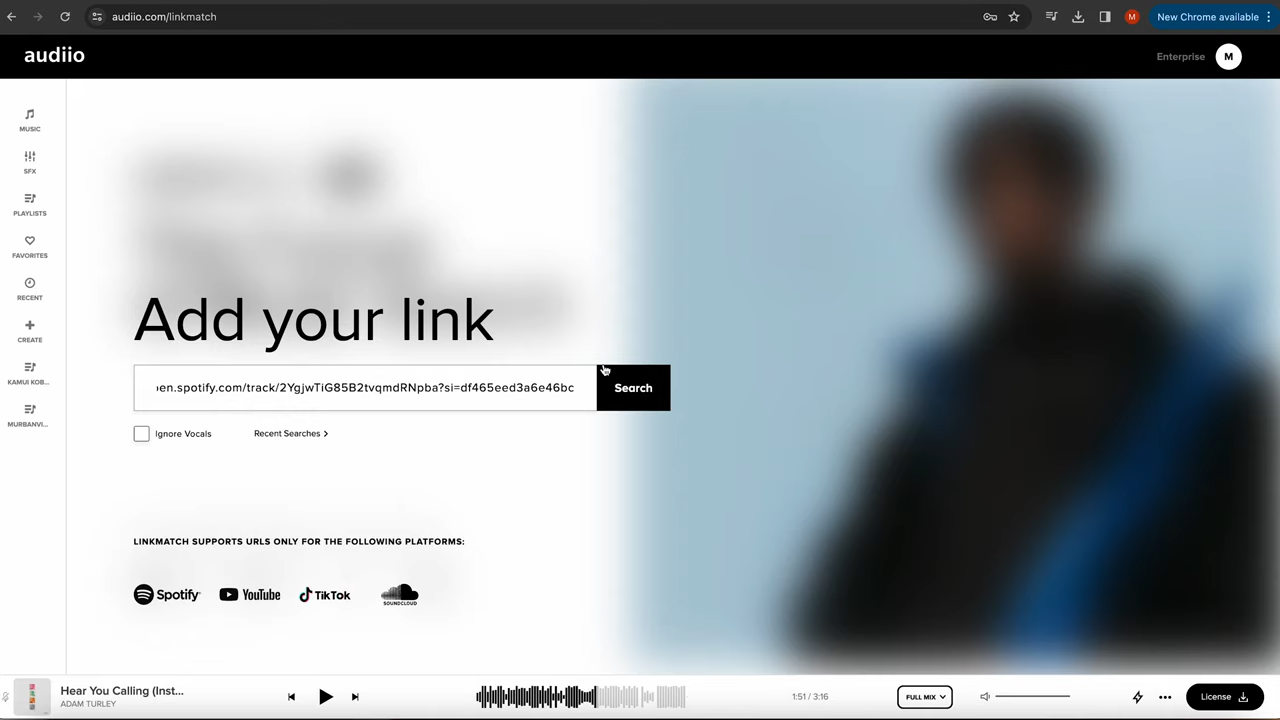 audiio.com/linkmatch
M
New Chrome available
audiio
Enterprise
M
MUSIC
SFX
PLAYLISTS
FAVORITES
RECENT
CREATE
KAMUI KOB...
MURBANVI...
Add your link
en.spotify.com/track/2YgjwTiG85B2tvqmdRNpba?si=df465eed3a6e46bc
Search
Ignore Vocals
Recent Searches
LINKMATCH SUPPORTS URLS ONLY FOR THE FOLLOWING PLATFORMS:
Spotify
YouTube
TikTok
SOUNDCLOUD
Hear You Calling (Inst...
ADAM TURLEY
1:51 / 3:16
FULL MIX
License